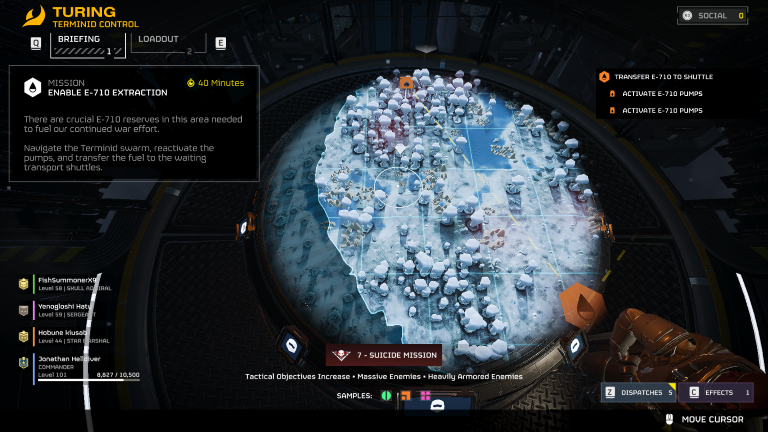 TURING
TERMINID CONTROL
Q
BRIEFING
1
LOADOUT
2
E
SOCIAL 0
MISSION
ENABLE E-710 EXTRACTION
40 Minutes
There are crucial E-710 reserves in this area needed
to fuel our continued war effort.
Navigate the Terminid swarm, reactivate the
pumps, and transfer the fuel to the waiting
transport shuttles.
TRANSFER E-710 TO SHUTTLE
ACTIVATE E-710 PUMPS
ACTIVATE E-710 PUMPS
FishSummonerXP
Level 58 | SKULL ADMIRAL
Yenogloshi Hatu
Level 59 | SERGEANT
Hobune kiusab
Level 44 | STAR MARSHAL
Jonathan Helldiver
COMMANDER
Level 101 8,827 / 10,500
7 - SUICIDE MISSION
Tactical Objectives Increase • Massive Enemies • Heavily Armored Enemies
SAMPLES:
Z DISPATCHES 5
C EFFECTS 1
MOVE CURSOR